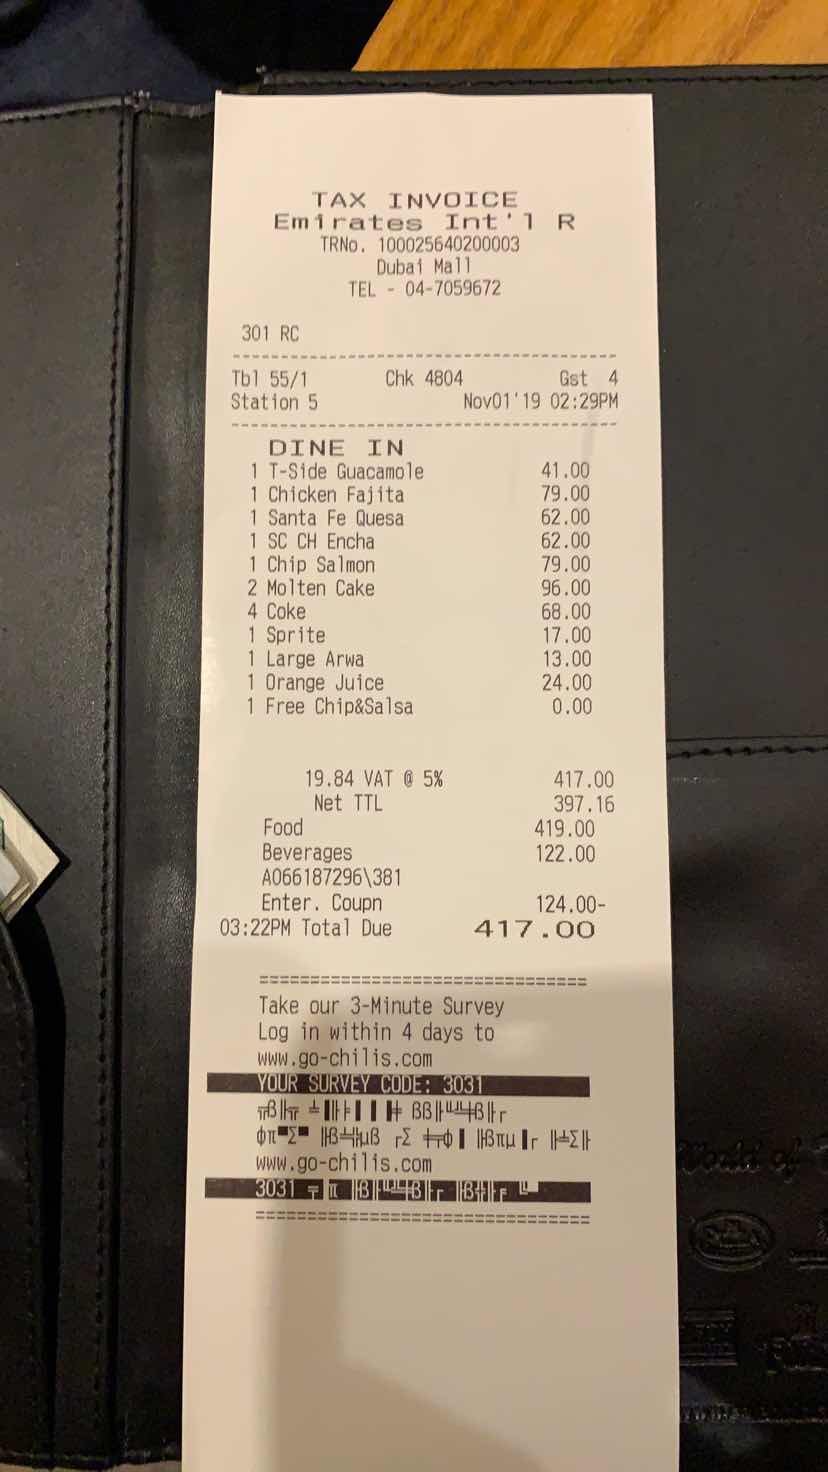 TAX INVOICE
Emirates Int'l R
TRNo. 100025640200003
Dubai Mall
TEL - 04-7059672
301 RC
Tbl 55/1 Chk 4804 Gst 4
Station 5 Nov01'19 02:29PM
DINE IN
1 T-Side Guacamole 41.00
1 Chicken Fajita 79.00
1 Santa Fe Quesa 62.00
1 SC CH Encha 62.00
1 Chip Salmon 79.00
2 Molten Cake 96.00
4 Coke 68.00
1 Sprite 17.00
1 Large Arwa 13.00
1 Orange Juice 24.00
1 Free Chip&Salsa 0.00
19.84 VAT @ 5% 417.00
Net TTL 397.16
Food 419.00
Beverages 122.00
A066187296\381
Enter. Coupn 124.00-
03:22PM Total Due 417.00
Take our 3-Minute Survey
Log in within 4 days to
www.go-chilis.com
YOUR SURVEY CODE: 3031
www.go-chilis.com
3031
World of